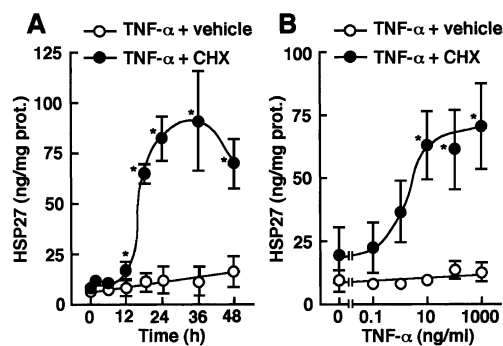 A
TNF-α + vehicle
TNF-α + CHX
HSP27 (ng/mg prot.)
125
100
75
50
25
0
* * * * * *
0 12 24 36 48
Time (h)
B
TNF-α + vehicle
TNF-α + CHX
HSP27 (ng/mg prot.)
100
75
50
25
0
* * *
0 0.1 10 1000
TNF-α (ng/ml)